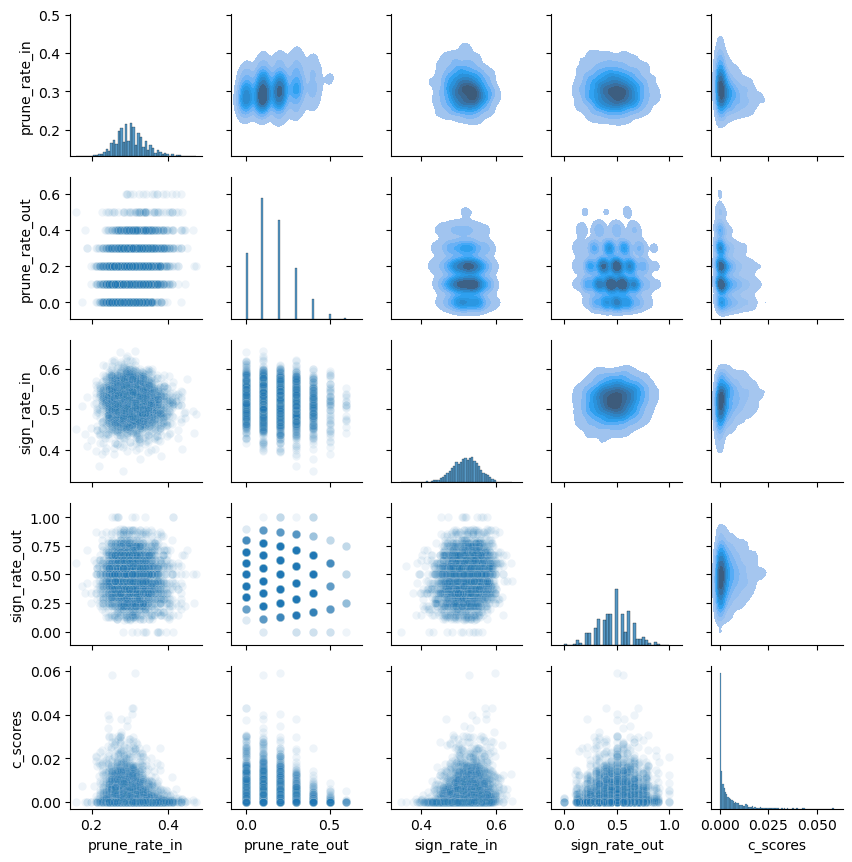 prune_rate_in
0.5
0.4
0.3
0.2
prune_rate_out
0.6
0.4
0.2
0.0
sign_rate_in
0.6
0.5
0.4
sign_rate_out
1.00
0.75
0.50
0.25
0.00
c_scores
0.06
0.04
0.02
0.00
0.2 0.4 0.0 0.5 0.4 0.6 0.0 0.5 1.0 0.000 0.025 0.050
prune_rate_in prune_rate_out sign_rate_in sign_rate_out c_scores